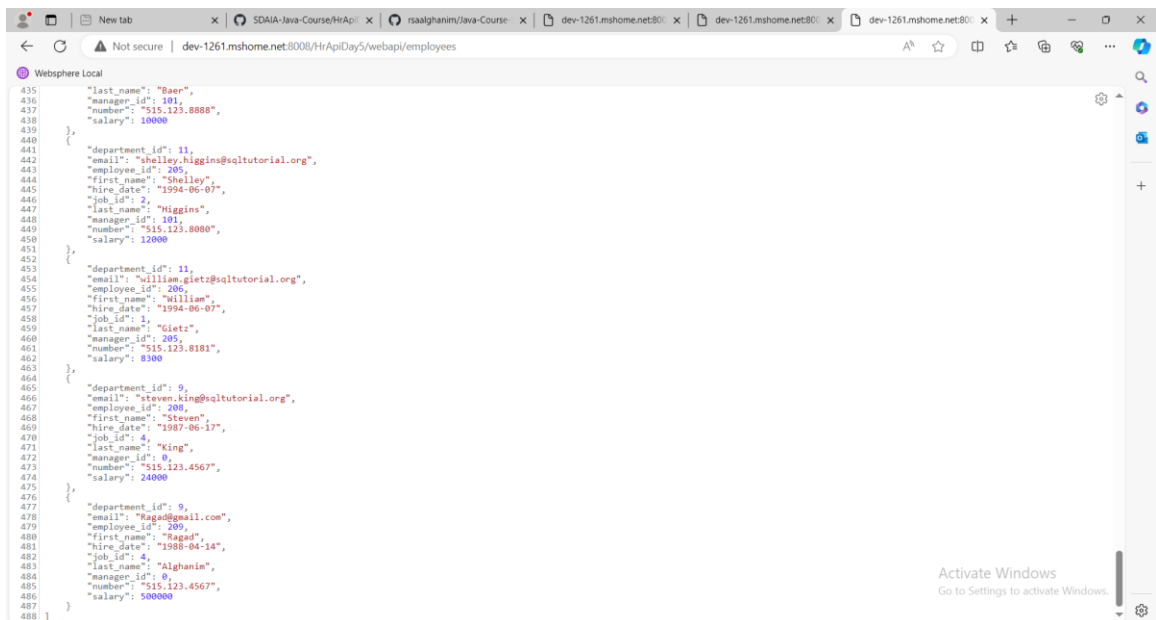 New tab
SDAIA-Java-Course/HrApi
rsaalghanim/Java-Course-
dev-1261.mshome.net:800
dev-1261.mshome.net:800
dev-1261.mshome.net:800
Not secure | dev-1261.mshome.net:8008/HrApiDay5/webapi/employees
Websphere Local
435 "last_name": "Baer",
436 "manager_id": 101,
437 "number": "515.123.8888",
438 "salary": 10000
439 },
440 {
441 "department_id": 11,
442 "email": "shelley.higgins@sqltutorial.org",
443 "employee_id": 205,
444 "first_name": "Shelley",
445 "hire_date": "1994-06-07",
446 "job_id": 2,
447 "last_name": "Higgins",
448 "manager_id": 101,
449 "number": "515.123.8080",
450 "salary": 12000
451 },
452 {
453 "department_id": 11,
454 "email": "william.gietz@sqltutorial.org",
455 "employee_id": 206,
456 "first_name": "William",
457 "hire_date": "1994-06-07",
458 "job_id": 1,
459 "last_name": "Gietz",
460 "manager_id": 205,
461 "number": "515.123.8181",
462 "salary": 8300
463 },
464 {
465 "department_id": 9,
466 "email": "steven.king@sqltutorial.org",
467 "employee_id": 208,
468 "first_name": "Steven",
469 "hire_date": "1987-06-17",
470 "job_id": 4,
471 "last_name": "King",
472 "manager_id": 0,
473 "number": "515.123.4567",
474 "salary": 24000
475 },
476 {
477 "department_id": 9,
478 "email": "Ragad@gmail.com",
479 "employee_id": 209,
480 "first_name": "Ragad",
481 "hire_date": "1988-04-14",
482 "job_id": 4,
483 "last_name": "Alghanim",
484 "manager_id": 0,
485 "number": "515.123.4567",
486 "salary": 500000
487 }
488 ]
Activate Windows
Go to Settings to activate Windows.